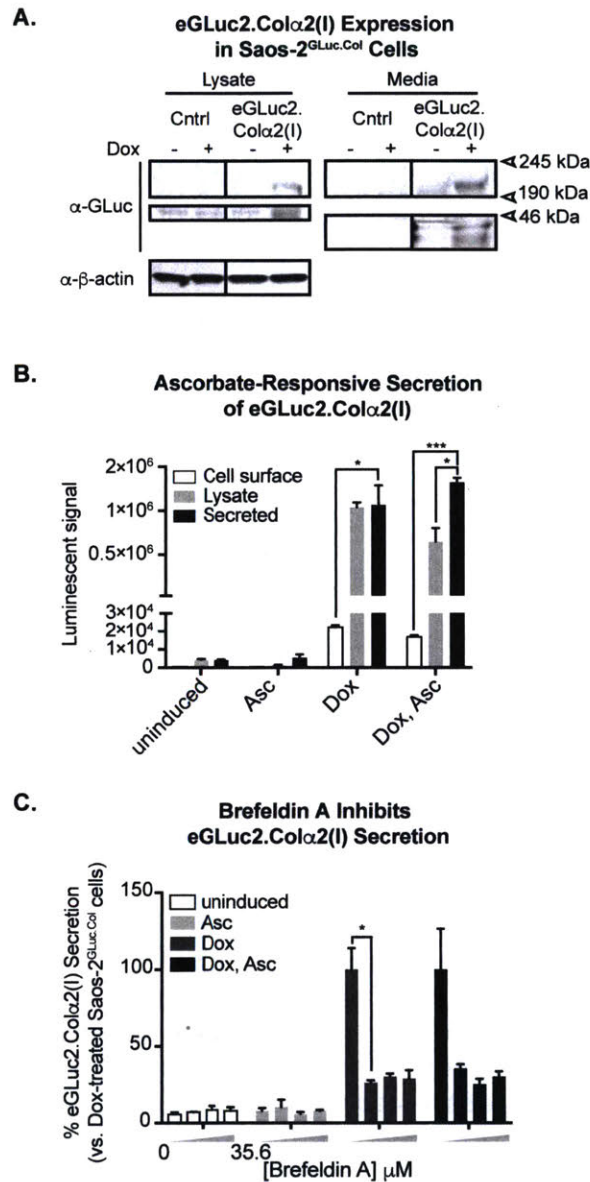 A.
eGLuc2.Colα2(I) Expression
in Saos-2^GLuc.Col Cells
Lysate Media
Cntrl eGLuc2.
Colα2(I) Cntrl eGLuc2.
Colα2(I)
Dox - + - + - + - +
α-GLuc
245 kDa
190 kDa
46 kDa
α-β-actin
B.
Ascorbate-Responsive Secretion
of eGLuc2.Colα2(I)
Luminescent signal
2×10⁶
1×10⁶
0.5×10⁶
3×10⁴
2×10⁴
1×10⁴
0
Cell surface
Lysate
Secreted
*
***
*
uninduced
Asc
Dox
Dox, Asc
C.
Brefeldin A Inhibits
eGLuc2.Colα2(I) Secretion
% eGLuc2.Colα2(I) Secretion
(vs. Dox-treated Saos-2^GLuc.Col cells)
150
100
50
0
uninduced
Asc
Dox
Dox, Asc
*
0 35.6
[Brefeldin A] μM